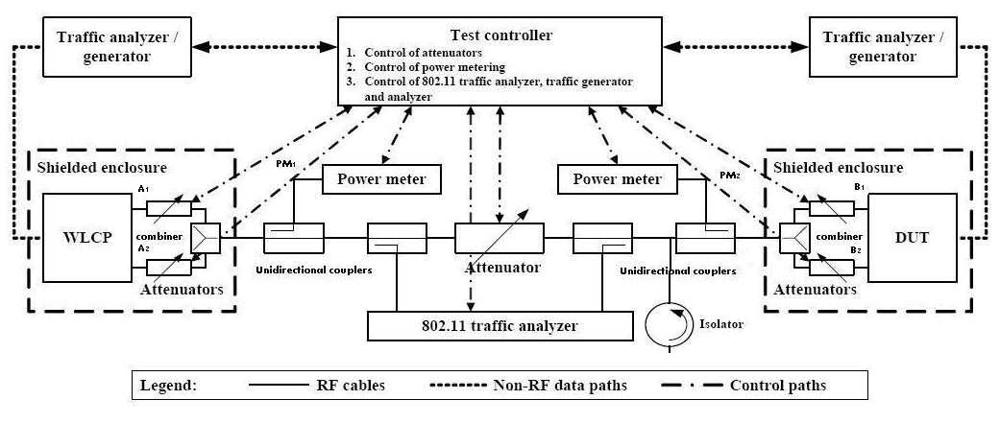 Traffic analyzer /
generator
Test controller
1. Control of attenuators
2. Control of power metering
3. Control of 802.11 traffic analyzer, traffic generator
and analyzer
Traffic analyzer /
generator
Shielded enclosure
A1
WLCP
combiner
A2
Attenuators
PM1
Power meter
Power meter
PM2
Shielded enclosure
B1
combiner
DUT
B2
Attenuators
Unidirectional couplers
Attenuator
Unidirectional couplers
802.11 traffic analyzer
Isolator
Legend:
RF cables
Non-RF data paths
Control paths